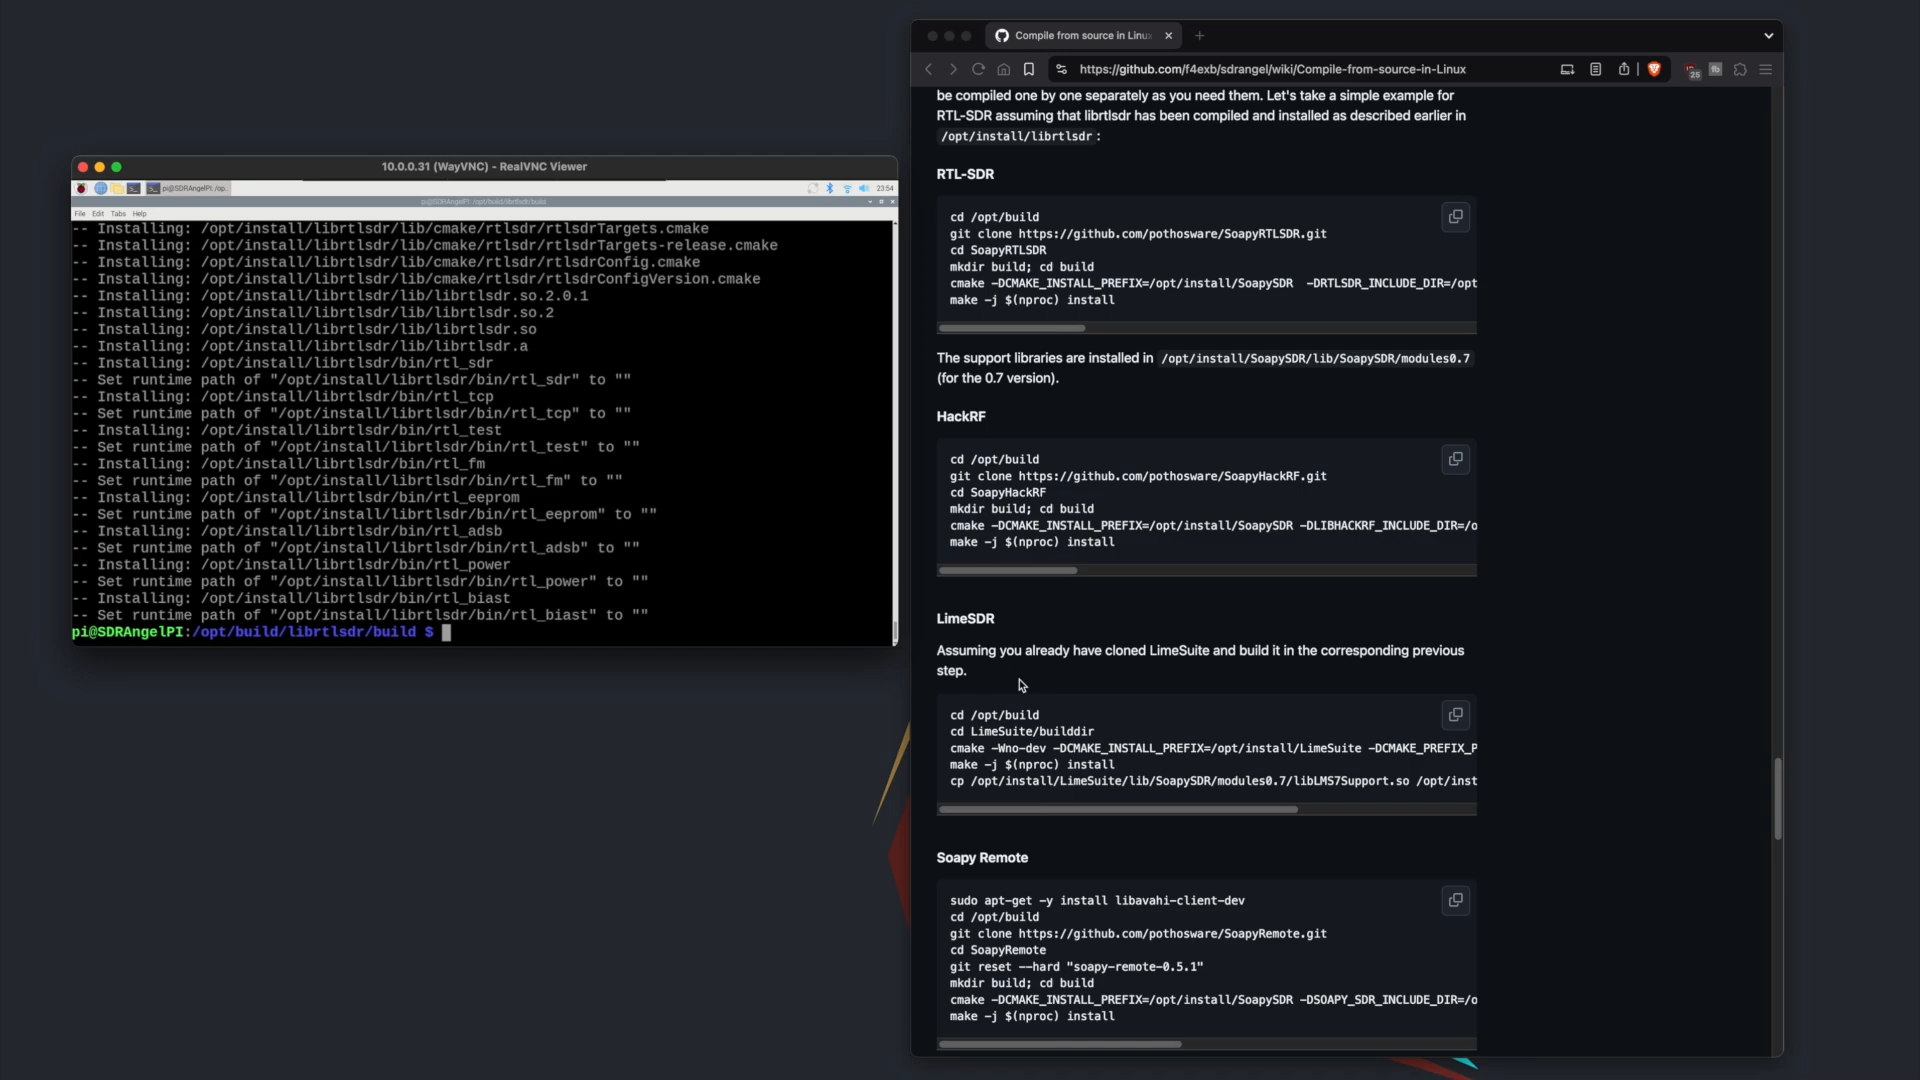 10.0.0.31 (WayVNC) - RealVNC Viewer
pi@SDRAngelPI: /op..
23:54
pi@SDRAngelPI: /opt/build/librtlsdr/build
File Edit Tabs Help
-- Installing: /opt/install/librtlsdr/lib/cmake/rtlsdr/rtlsdrTargets.cmake
-- Installing: /opt/install/librtlsdr/lib/cmake/rtlsdr/rtlsdrTargets-release.cmake
-- Installing: /opt/install/librtlsdr/lib/cmake/rtlsdr/rtlsdrConfig.cmake
-- Installing: /opt/install/librtlsdr/lib/cmake/rtlsdr/rtlsdrConfigVersion.cmake
-- Installing: /opt/install/librtlsdr/lib/librtlsdr.so.2.0.1
-- Installing: /opt/install/librtlsdr/lib/librtlsdr.so.2
-- Installing: /opt/install/librtlsdr/lib/librtlsdr.so
-- Installing: /opt/install/librtlsdr/lib/librtlsdr.a
-- Installing: /opt/install/librtlsdr/bin/rtl_sdr
-- Set runtime path of "/opt/install/librtlsdr/bin/rtl_sdr" to ""
-- Installing: /opt/install/librtlsdr/bin/rtl_tcp
-- Set runtime path of "/opt/install/librtlsdr/bin/rtl_tcp" to ""
-- Installing: /opt/install/librtlsdr/bin/rtl_test
-- Set runtime path of "/opt/install/librtlsdr/bin/rtl_test" to ""
-- Installing: /opt/install/librtlsdr/bin/rtl_fm
-- Set runtime path of "/opt/install/librtlsdr/bin/rtl_fm" to ""
-- Installing: /opt/install/librtlsdr/bin/rtl_eeprom
-- Set runtime path of "/opt/install/librtlsdr/bin/rtl_eeprom" to ""
-- Installing: /opt/install/librtlsdr/bin/rtl_adsb
-- Set runtime path of "/opt/install/librtlsdr/bin/rtl_adsb" to ""
-- Installing: /opt/install/librtlsdr/bin/rtl_power
-- Set runtime path of "/opt/install/librtlsdr/bin/rtl_power" to ""
-- Installing: /opt/install/librtlsdr/bin/rtl_biast
-- Set runtime path of "/opt/install/librtlsdr/bin/rtl_biast" to ""
pi@SDRAngelPI:/opt/build/librtlsdr/build $
Compile from source in Linu
https://github.com/f4exb/sdrangel/wiki/Compile-from-source-in-Linux
25
be compiled one by one separately as you need them. Let's take a simple example for
RTL-SDR assuming that librtlsdr has been compiled and installed as described earlier in
/opt/install/librtlsdr :
RTL-SDR
cd /opt/build
git clone https://github.com/pothosware/SoapyRTLSDR.git
cd SoapyRTLSDR
mkdir build; cd build
cmake -DCMAKE_INSTALL_PREFIX=/opt/install/SoapySDR -DRTLSDR_INCLUDE_DIR=/opt
make -j $(nproc) install
The support libraries are installed in /opt/install/SoapySDR/lib/SoapySDR/modules0.7
(for the 0.7 version).
HackRF
cd /opt/build
git clone https://github.com/pothosware/SoapyHackRF.git
cd SoapyHackRF
mkdir build; cd build
cmake -DCMAKE_INSTALL_PREFIX=/opt/install/SoapySDR -DLIBHACKRF_INCLUDE_DIR=/o
make -j $(nproc) install
LimeSDR
Assuming you already have cloned LimeSuite and build it in the corresponding previous
step.
cd /opt/build
cd LimeSuite/builddir
cmake -Wno-dev -DCMAKE_INSTALL_PREFIX=/opt/install/LimeSuite -DCMAKE_PREFIX_P
make -j $(nproc) install
cp /opt/install/LimeSuite/lib/SoapySDR/modules0.7/libLMS7Support.so /opt/inst
Soapy Remote
sudo apt-get -y install libavahi-client-dev
cd /opt/build
git clone https://github.com/pothosware/SoapyRemote.git
cd SoapyRemote
git reset --hard "soapy-remote-0.5.1"
mkdir build; cd build
cmake -DCMAKE_INSTALL_PREFIX=/opt/install/SoapySDR -DSOAPY_SDR_INCLUDE_DIR=/o
make -j $(nproc) install